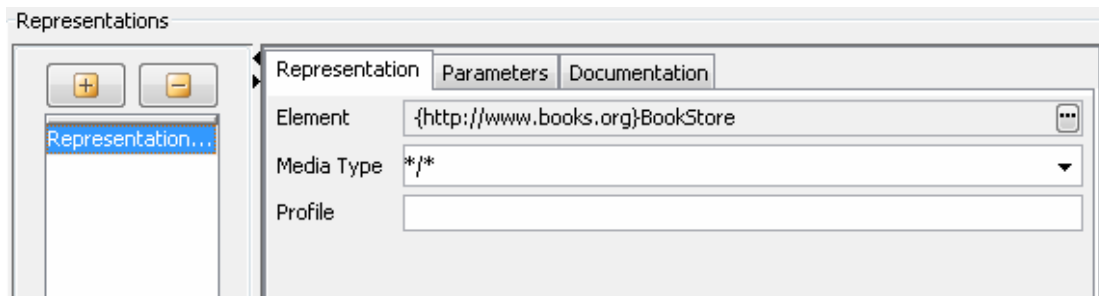 Representations
Representation Parameters Documentation
Representation...
Element {http://www.books.org}BookStore
Media Type */*
Profile